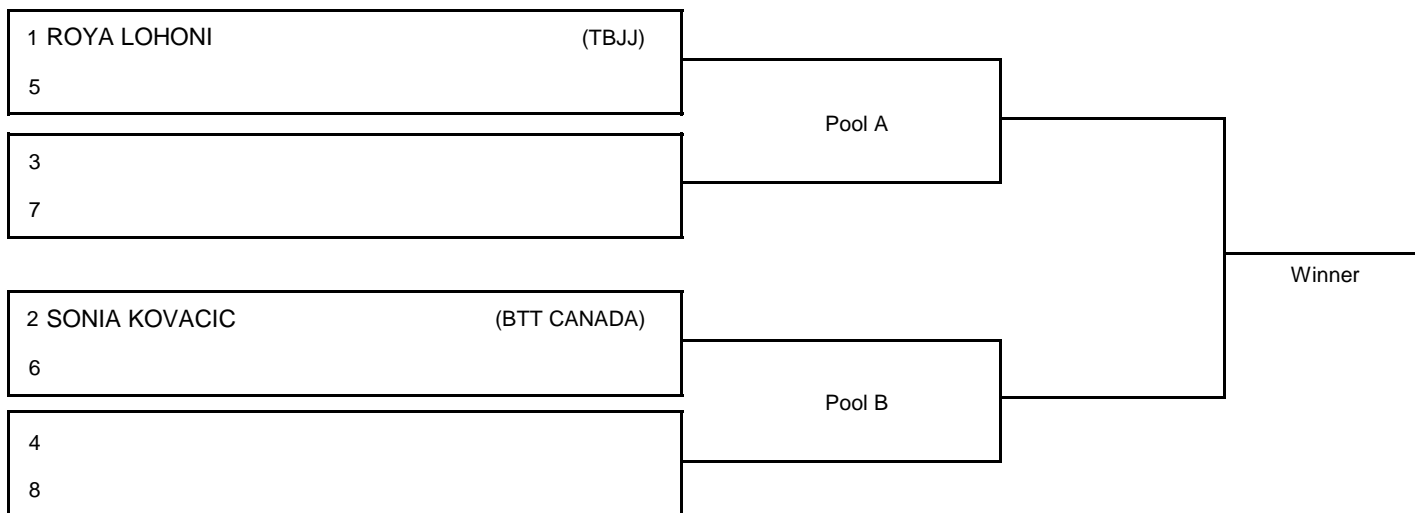 1 ROYA LOHONI (TBJJ)
5
Pool A
3
7
Winner
2 SONIA KOVACIC (BTT CANADA)
6
Pool B
4
8